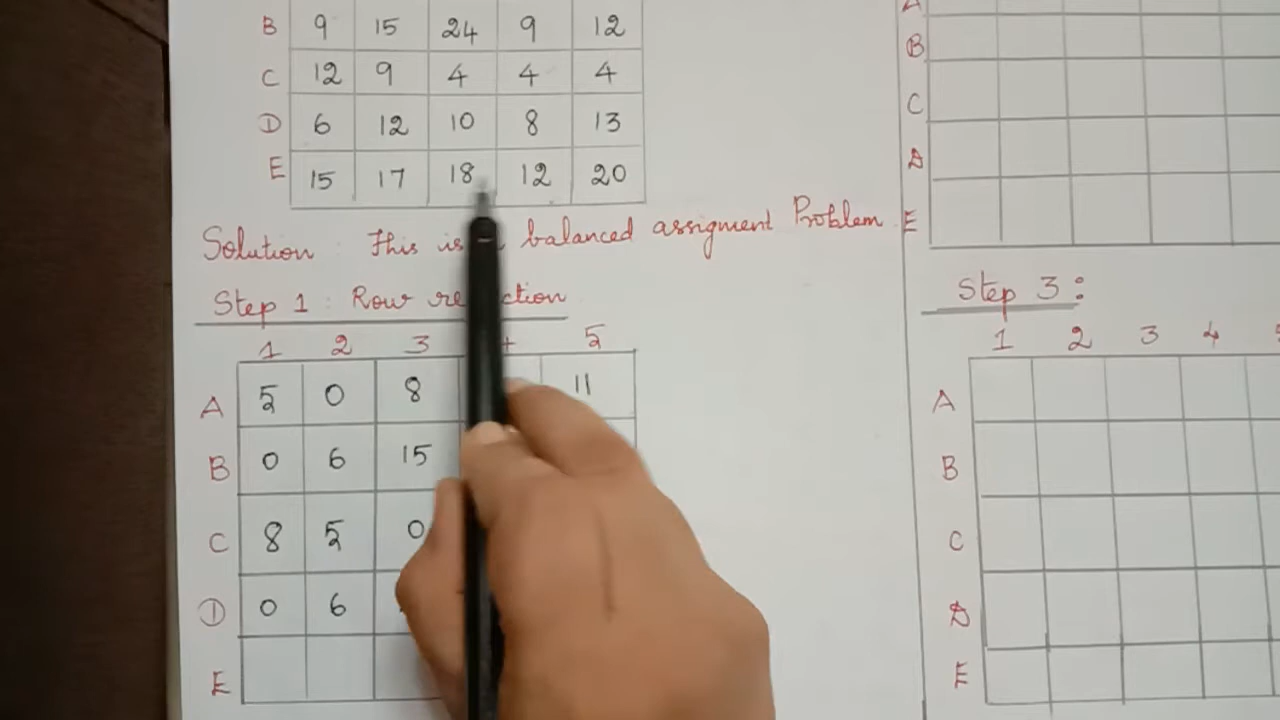 B 9 15 24 9 12
C 12 9 4 4 4
D 6 12 10 8 13
E 15 17 18 12 20
Solution : This is balanced assigment Problem
Step 1 : Row
1 2 3 5
A 5 0 8 11
B 0 6 15
C 8 5 0
D 0 6
E
A
B
C
D
E
Step 3 :
1 2 3 4
A
B
C
D
E